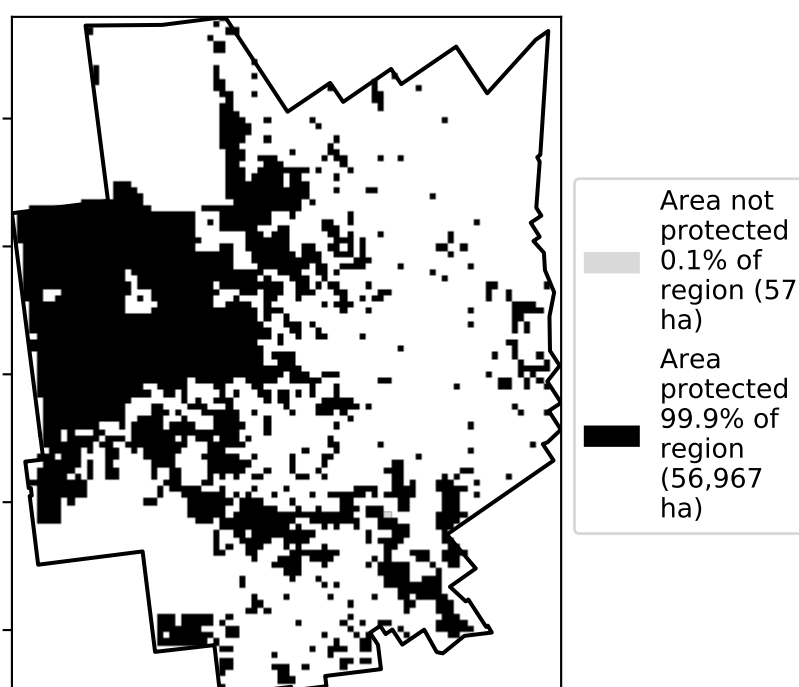 Area not
protected
0.1% of
region (57
ha)
Area
protected
99.9% of
region
(56,967
ha)